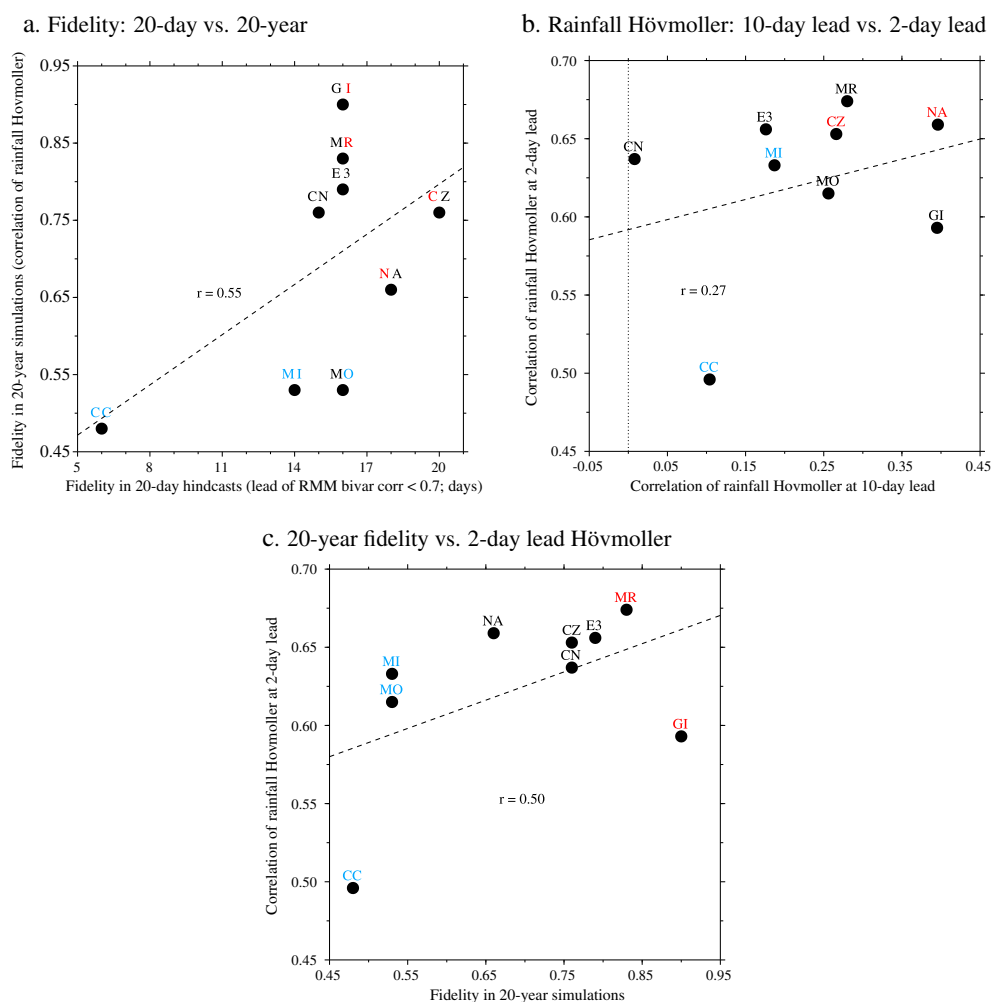 a. Fidelity: 20-day vs. 20-year
Fidelity in 20-year simulations (correlation of rainfall Hovmoller)
0.95
0.85
0.75
0.65
0.55
0.45
G I
MR
E 3
CN
C Z
N A
r = 0.55
M I
MO
CC
5
8
11
14
17
20
Fidelity in 20-day hindcasts (lead of RMM bivar corr < 0.7; days)
b. Rainfall Hövmoller: 10-day lead vs. 2-day lead
Correlation of rainfall Hovmoller at 2-day lead
0.70
0.65
0.60
0.55
0.50
0.45
MR
NA
E3
CZ
CN
MI
MO
GI
r = 0.27
CC
-0.05
0.05
0.15
0.25
0.35
0.45
Correlation of rainfall Hovmoller at 10-day lead
c. 20-year fidelity vs. 2-day lead Hövmoller
Correlation of rainfall Hovmoller at 2-day lead
0.70
0.65
0.60
0.55
0.50
0.45
MR
NA
E3
CZ
CN
MI
MO
GI
r = 0.50
CC
0.45
0.55
0.65
0.75
0.85
0.95
Fidelity in 20-year simulations